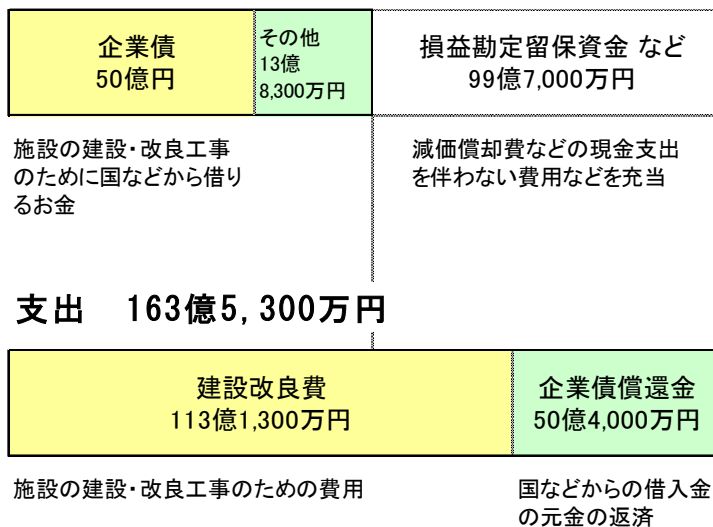 企業債
50億円
その他
13億
8,300万円
損益勘定留保資金 など
99億7,000万円
施設の建設・改良工事
のために国などから借り
るお金
減価償却費などの現金支出
を伴わない費用などを充当
支出　163億5,300万円
建設改良費
113億1,300万円
企業債償還金
50億4,000万円
施設の建設・改良工事のための費用
国などからの借入金
の元金の返済